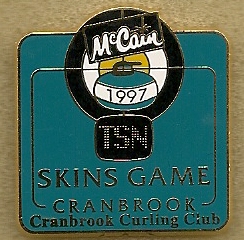 McCain
1997
TSN
SKINS GAME
CRANBROOK
Cranbrook Curling Club